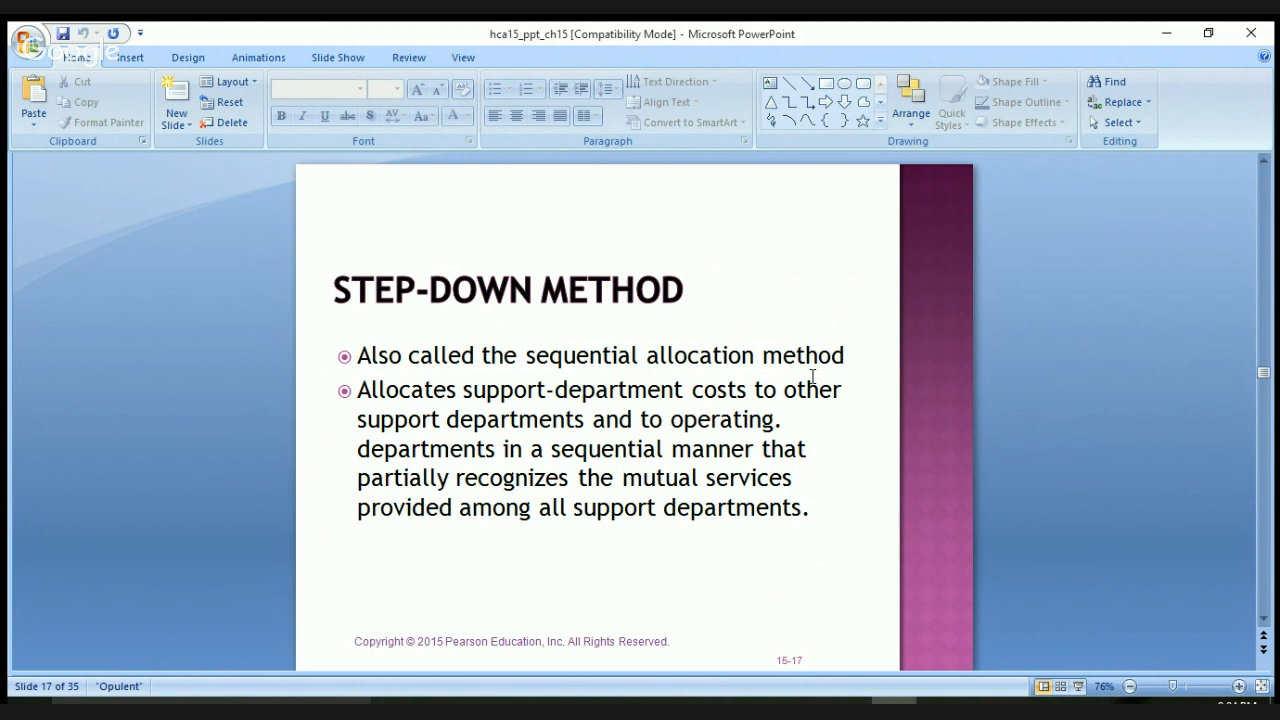 hca15_ppt_ch15 [Compatibility Mode] - Microsoft PowerPoint
Google
Home Insert Design Animations Slide Show Review View
Paste
Cut
Copy
Format Painter
Clipboard
New
Slide
Layout
Reset
Delete
Slides
B I U abc S AV Aa A
Font
Text Direction
Align Text
Convert to SmartArt
Paragraph
Arrange
Quick
Styles
Shape Fill
Shape Outline
Shape Effects
Drawing
Find
Replace
Select
Editing
STEP-DOWN METHOD
Also called the sequential allocation method
Allocates support-department costs to other
support departments and to operating.
departments in a sequential manner that
partially recognizes the mutual services
provided among all support departments.
Copyright © 2015 Pearson Education, Inc. All Rights Reserved.
15-17
Slide 17 of 35 "Opulent" 76%